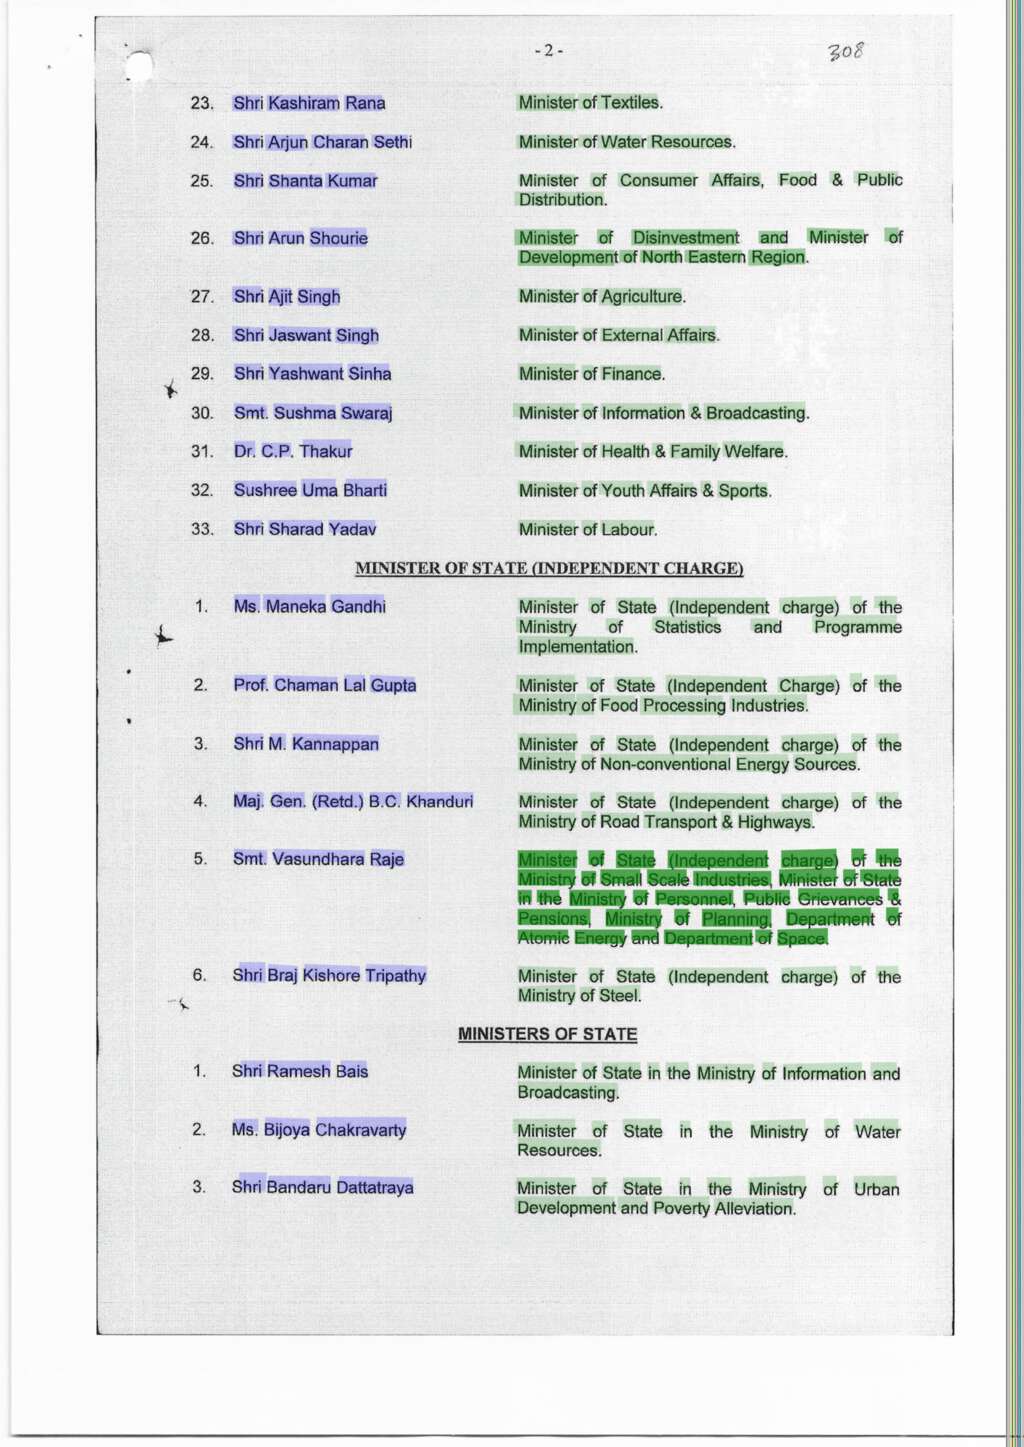 -2-
308
23. Shri Kashiram Rana Minister of Textiles.
24. Shri Arjun Charan Sethi Minister of Water Resources.
25. Shri Shanta Kumar Minister of Consumer Affairs, Food & Public
Distribution.
26. Shri Arun Shourie Minister of Disinvestment and Minister of
Development of North Eastern Region.
27. Shri Ajit Singh Minister of Agriculture.
28. Shri Jaswant Singh Minister of External Affairs.
29. Shri Yashwant Sinha Minister of Finance.
30. Smt. Sushma Swaraj Minister of Information & Broadcasting.
31. Dr. C.P. Thakur Minister of Health & Family Welfare.
32. Sushree Uma Bharti Minister of Youth Affairs & Sports.
33. Shri Sharad Yadav Minister of Labour.
MINISTER OF STATE (INDEPENDENT CHARGE)
1. Ms. Maneka Gandhi Minister of State (Independent charge) of the
Ministry of Statistics and Programme
Implementation.
2. Prof. Chaman Lal Gupta Minister of State (Independent Charge) of the
Ministry of Food Processing Industries.
3. Shri M. Kannappan Minister of State (Independent charge) of the
Ministry of Non-conventional Energy Sources.
4. Maj. Gen. (Retd.) B.C. Khanduri Minister of State (Independent charge) of the
Ministry of Road Transport & Highways.
5. Smt. Vasundhara Raje Minister of State (Independent charge) of the
Ministry of Small Scale Industries, Minister of State
in the Ministry of Personnel, Public Grievances &
Pensions, Ministry of Planning, Department of
Atomic Energy and Department of Space.
6. Shri Braj Kishore Tripathy Minister of State (Independent charge) of the
Ministry of Steel.
MINISTERS OF STATE
1. Shri Ramesh Bais Minister of State in the Ministry of Information and
Broadcasting.
2. Ms. Bijoya Chakravarty Minister of State in the Ministry of Water
Resources.
3. Shri Bandaru Dattatraya Minister of State in the Ministry of Urban
Development and Poverty Alleviation.